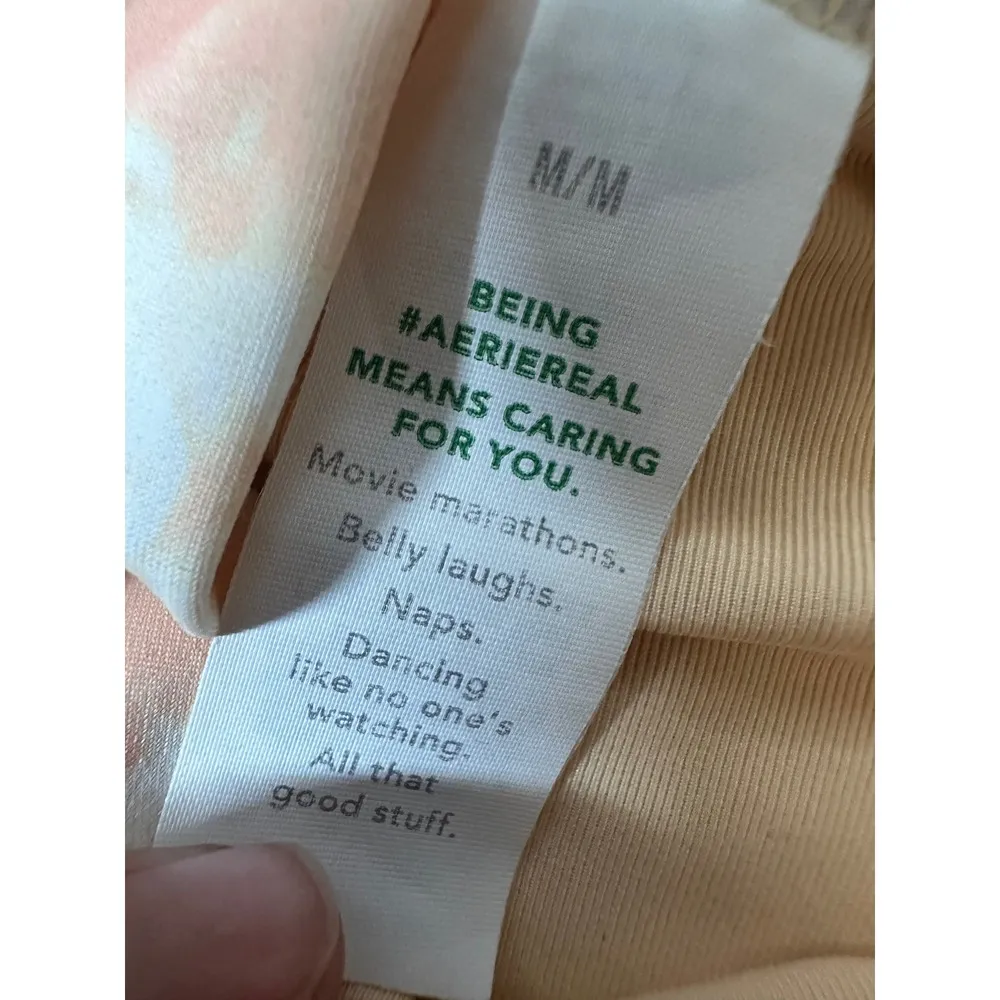 M/M
BEING
#AERIEREAL
MEANS CARING
FOR YOU.
Movie marathons.
Belly laughs.
Naps.
Dancing
like no one's
watching.
All that
good stuff.